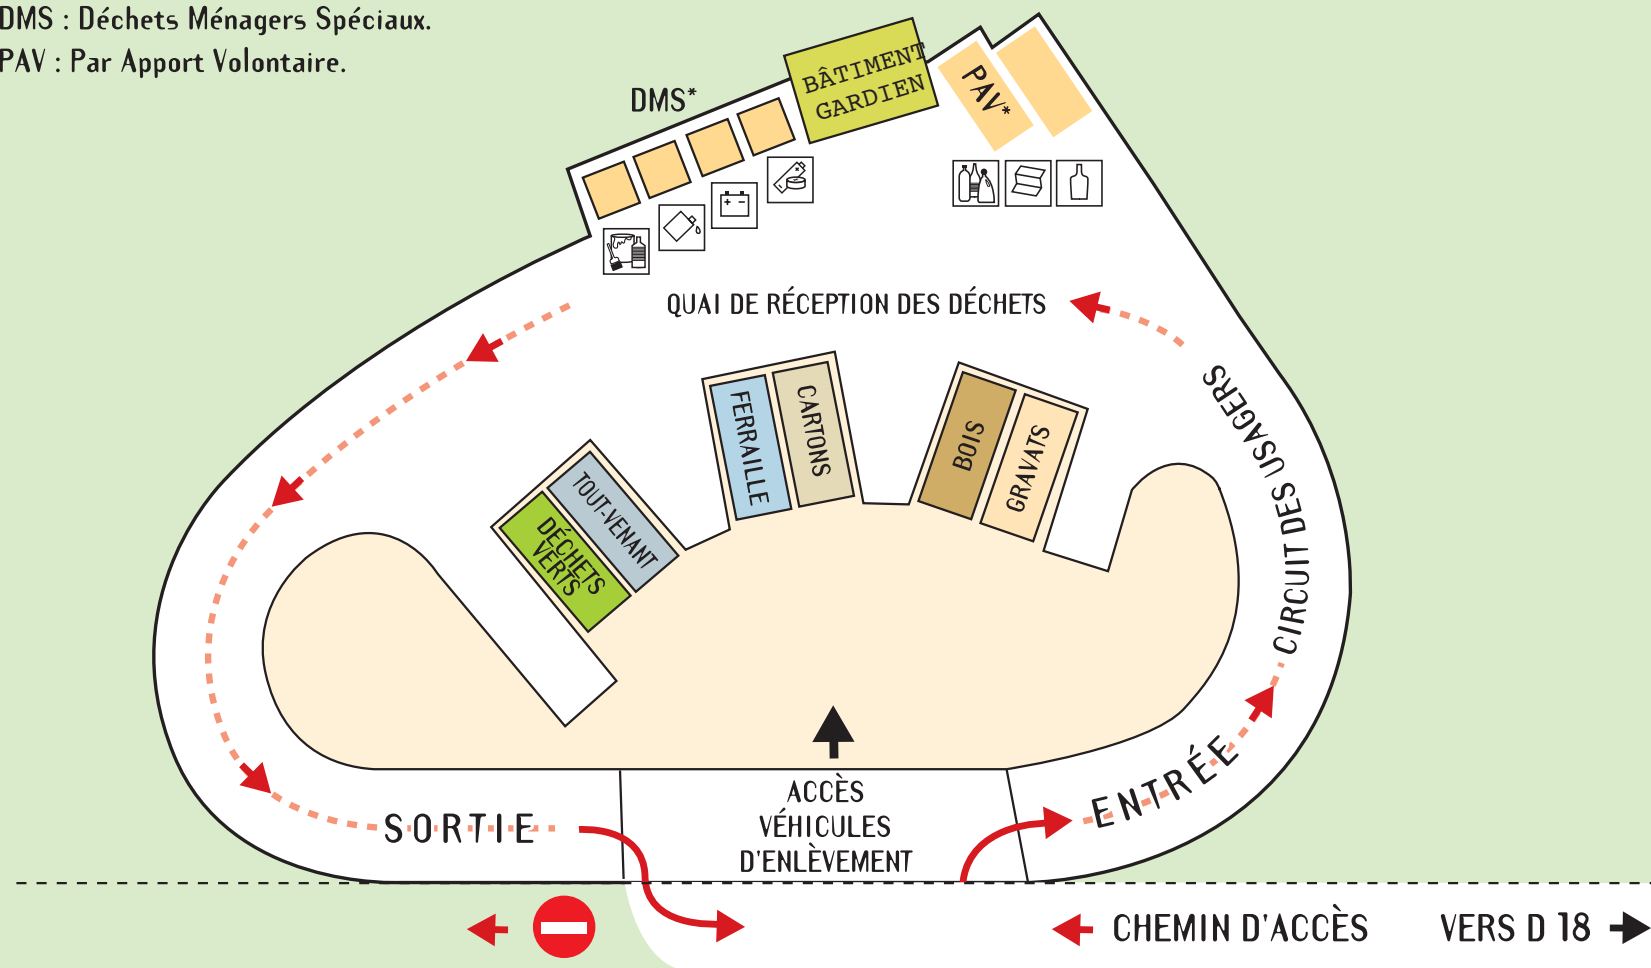 DMS : Déchets Ménagers Spéciaux.
PAV : Par Apport Volontaire.
DMS*
BÂTIMENT
GARDIEN
PAV*
QUAI DE RÉCEPTION DES DÉCHETS
CIRCUIT DES USAGERS
FERRAILLE
CARTONS
BOIS
GRAVATS
TOUT-VENANT
DÉCHETS
VERTS
ENTRÉE
SORTIE
ACCÈS
VÉHICULES
D'ENLÈVEMENT
CHEMIN D'ACCÈS
VERS D 18